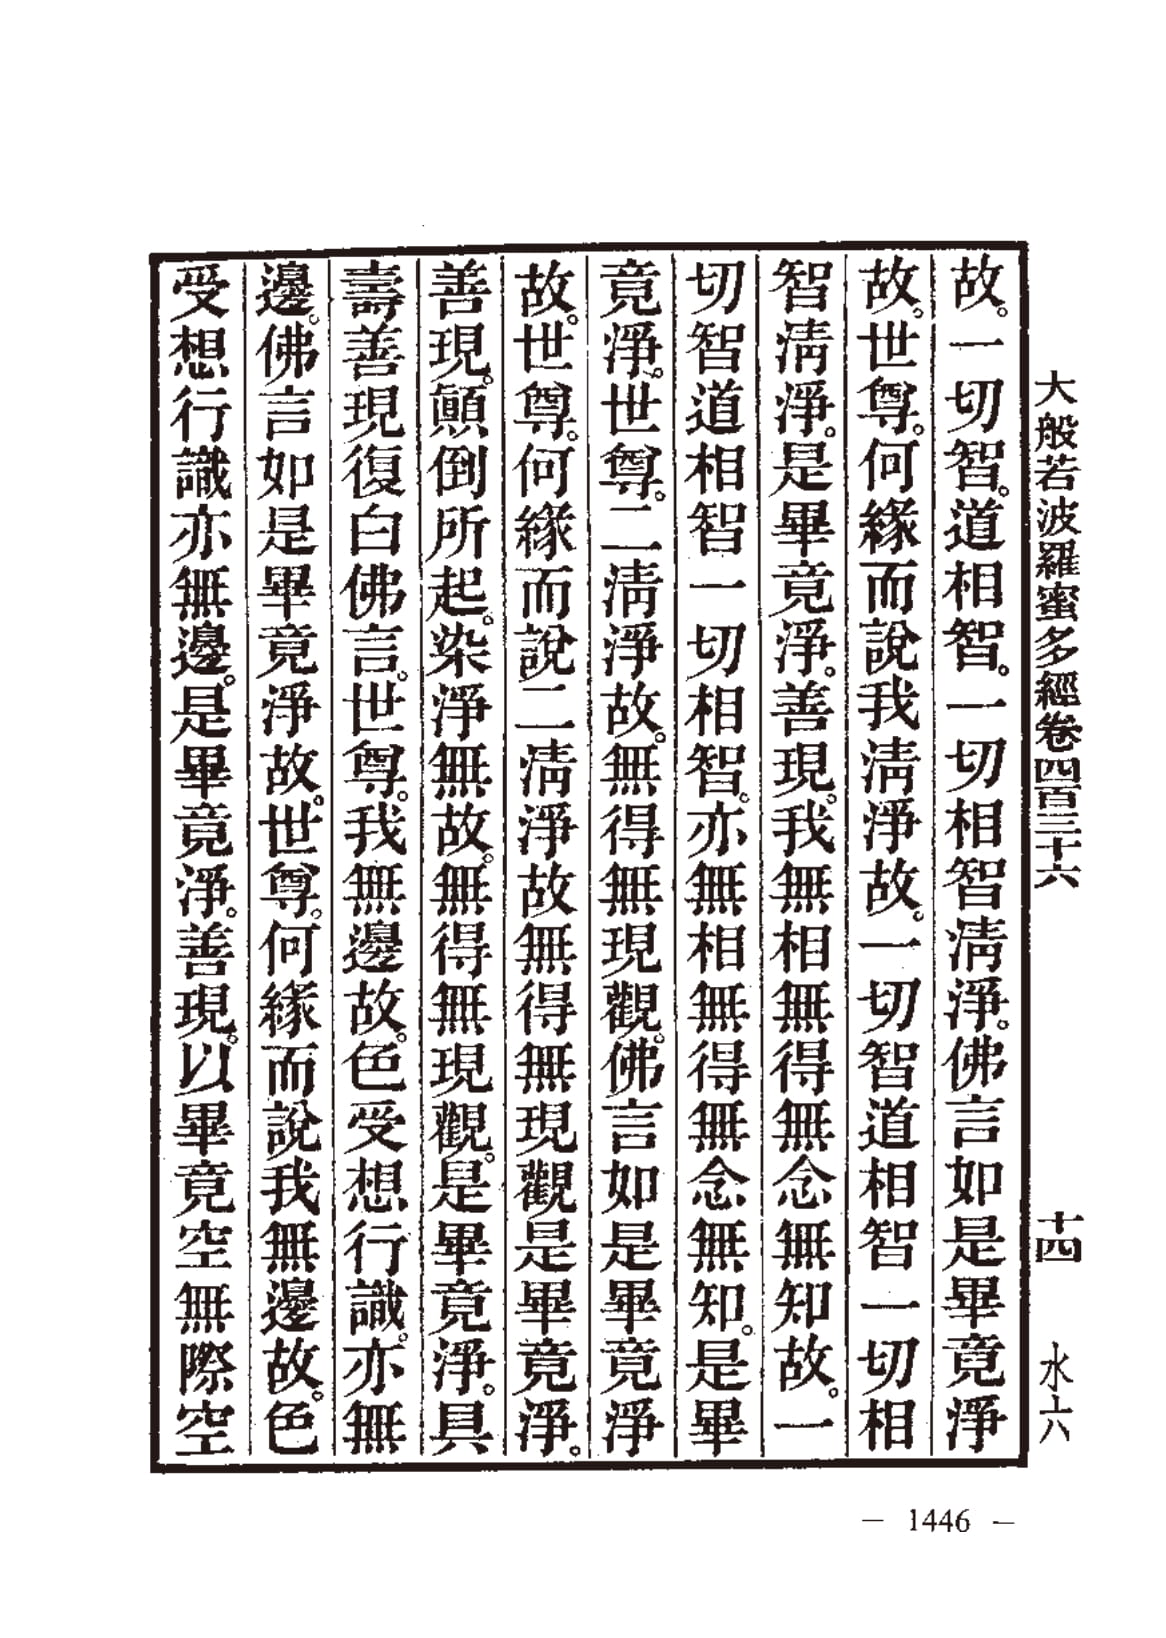 大般若波羅蜜多經卷四百三十六　十四　水六
故。一切智。道相智。一切相智清淨。佛言如是畢竟淨
故。世尊。何緣而說我清淨故。一切智道相智一切相
智清淨。是畢竟淨。善現。我無相無得無念無知故。一
切智道相智一切相智。亦無相無得無念無知。是畢
竟淨。世尊。二清淨故。無得無現觀。佛言如是畢竟淨
故。世尊。何緣而說二清淨故無得無現觀是畢竟淨。
善現。顛倒所起。染淨無故。無得無現觀。是畢竟淨。具
壽善現復白佛言。世尊。我無邊故。色受想行識。亦無
邊。佛言如是畢竟淨故。世尊。何緣而說我無邊故。色
受想行識亦無邊。是畢竟淨。善現。以畢竟空無際空
— 1446 —